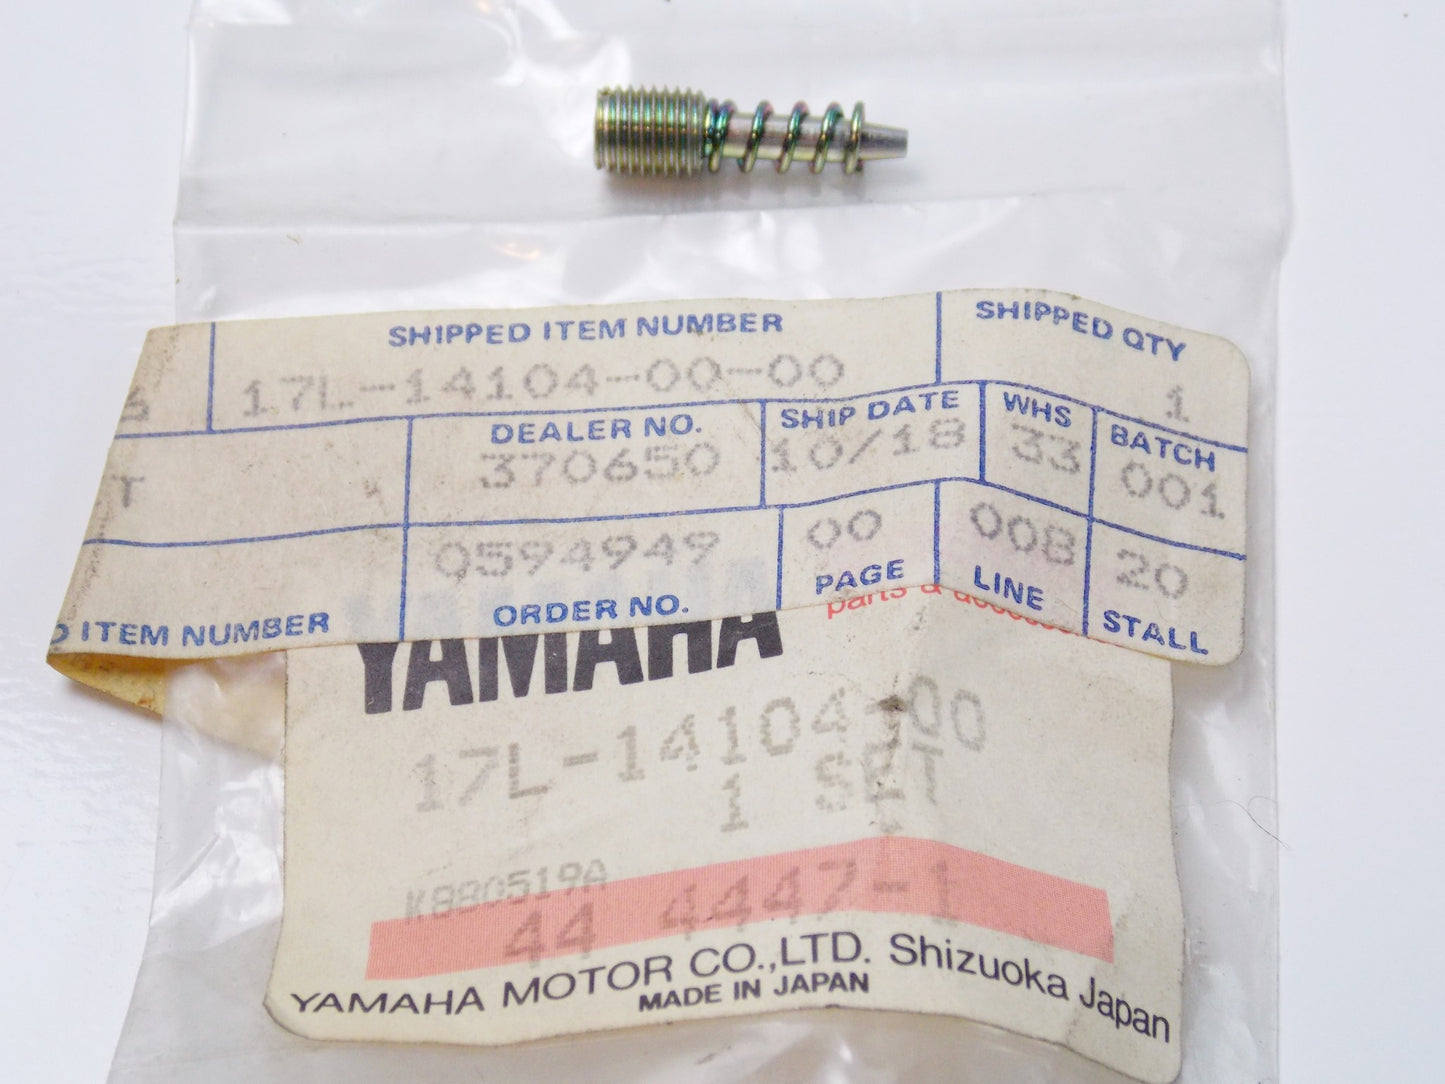 SHIPPED ITEM NUMBER SHIPPED QTY
17L-14104-00-00 1
DEALER NO. SHIP DATE WHS BATCH
T 370650 10/18 33 001
0594949 00 008 20
ITEM NUMBER ORDER NO. PAGE LINE STALL
YAMAHA parts &
17L-14104-00
1 SET
K880519A
44 4447-1
YAMAHA MOTOR CO.,LTD. Shizuoka Japan
MADE IN JAPAN